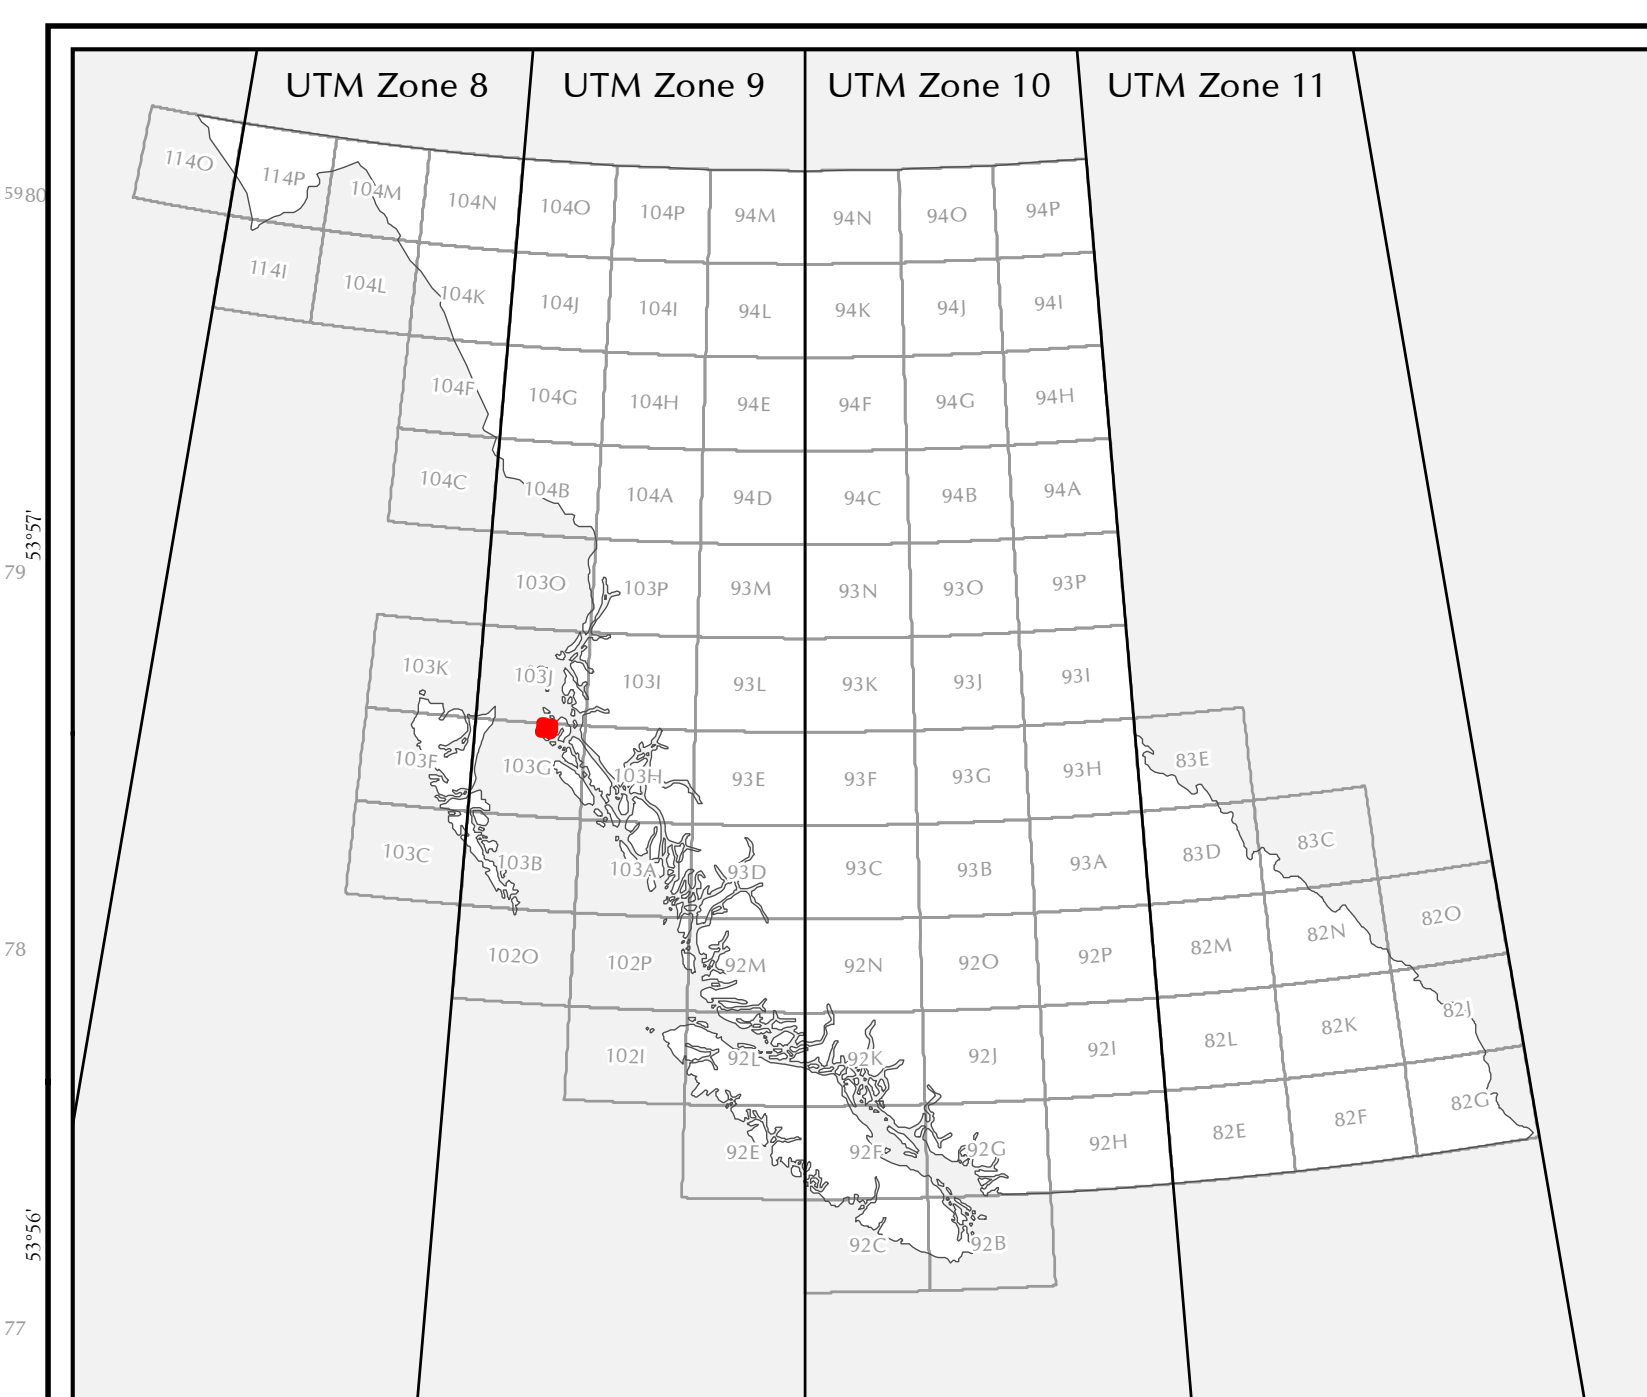 UTM Zone 8 UTM Zone 9 UTM Zone 10 UTM Zone 11
114O 114P 104M 104N 104O 104P 94M 94N 94O 94P
5980
114I 104L 104K 104J 104I 94L 94K 94J 94I
104F 104G 104H 94E 94F 94G 94H
104C 104B 104A 94D 94C 94B 94A
53°57'
79
103O 103P 93M 93N 93O 93P
103K 103J 103I 93L 93K 93J 93I
103F 103G 103H 93E 93F 93G 93H 83E
103C 103B 103A 93D 93C 93B 93A 83D 83C
78
102O 102P 92M 92N 92O 92P 82M 82N 82O
102I 92L 92K 92J 92I 82L 82K 82J
92E 92F 92G 92H 82E 82F 82G
53°56'
92C 92B
77